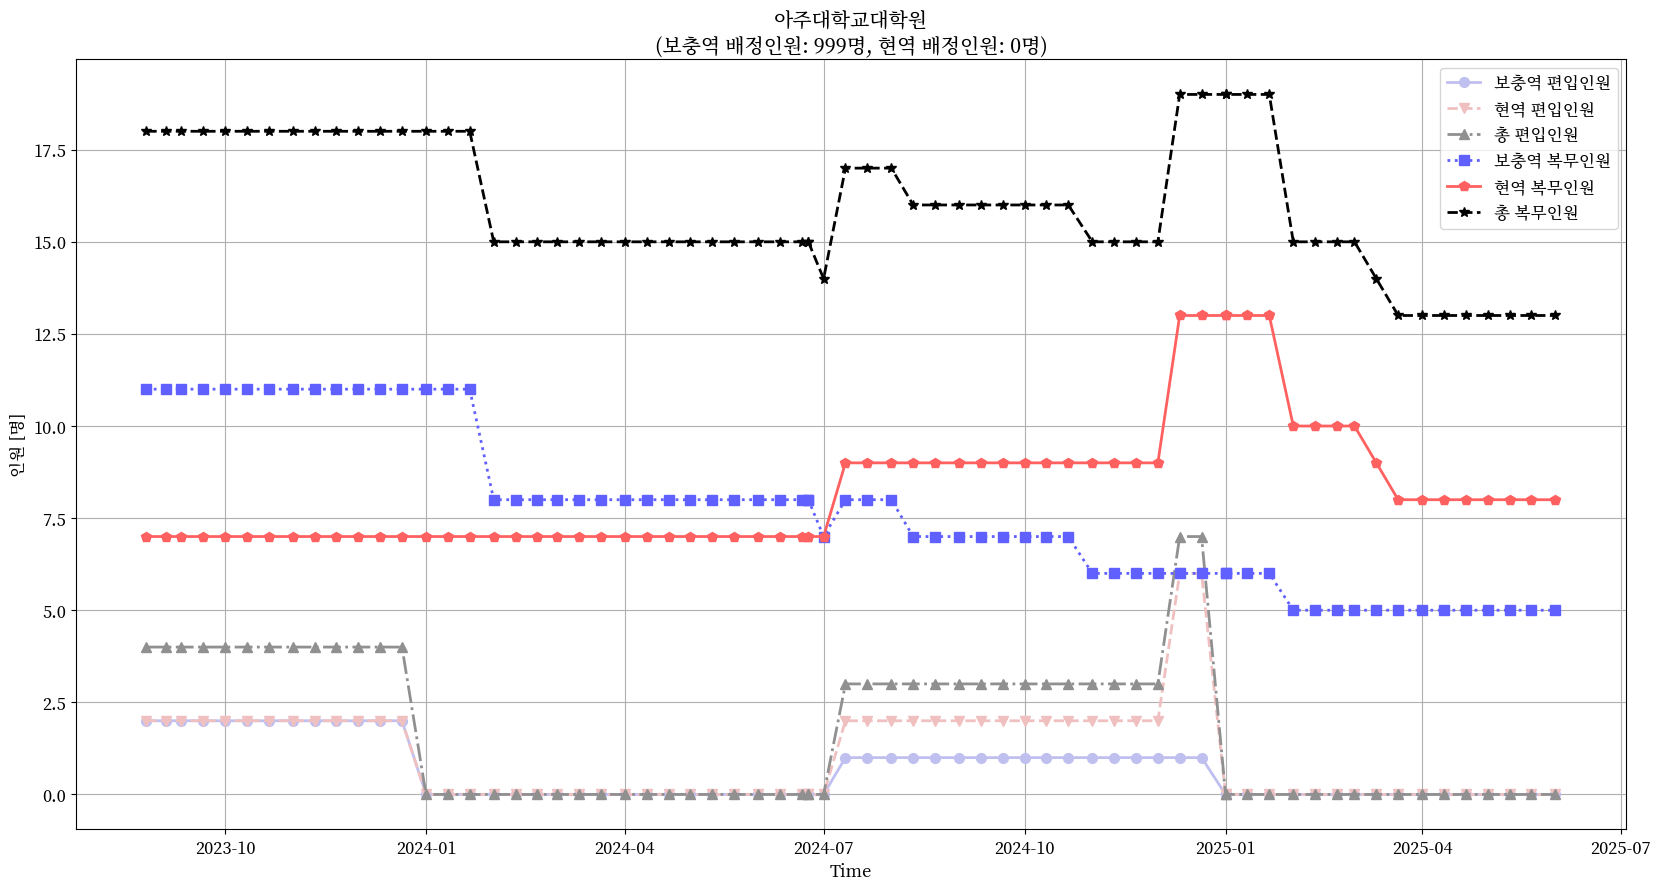 아주대학교대학원
(보충역 배정인원: 999명, 현역 배정인원: 0명)
보충역 편입인원
현역 편입인원
총 편입인원
보충역 복무인원
현역 복무인원
총 복무인원
인원 [명]
17.5
15.0
12.5
10.0
7.5
5.0
2.5
0.0
2023-10
2024-01
2024-04
2024-07
2024-10
2025-01
2025-04
2025-07
Time